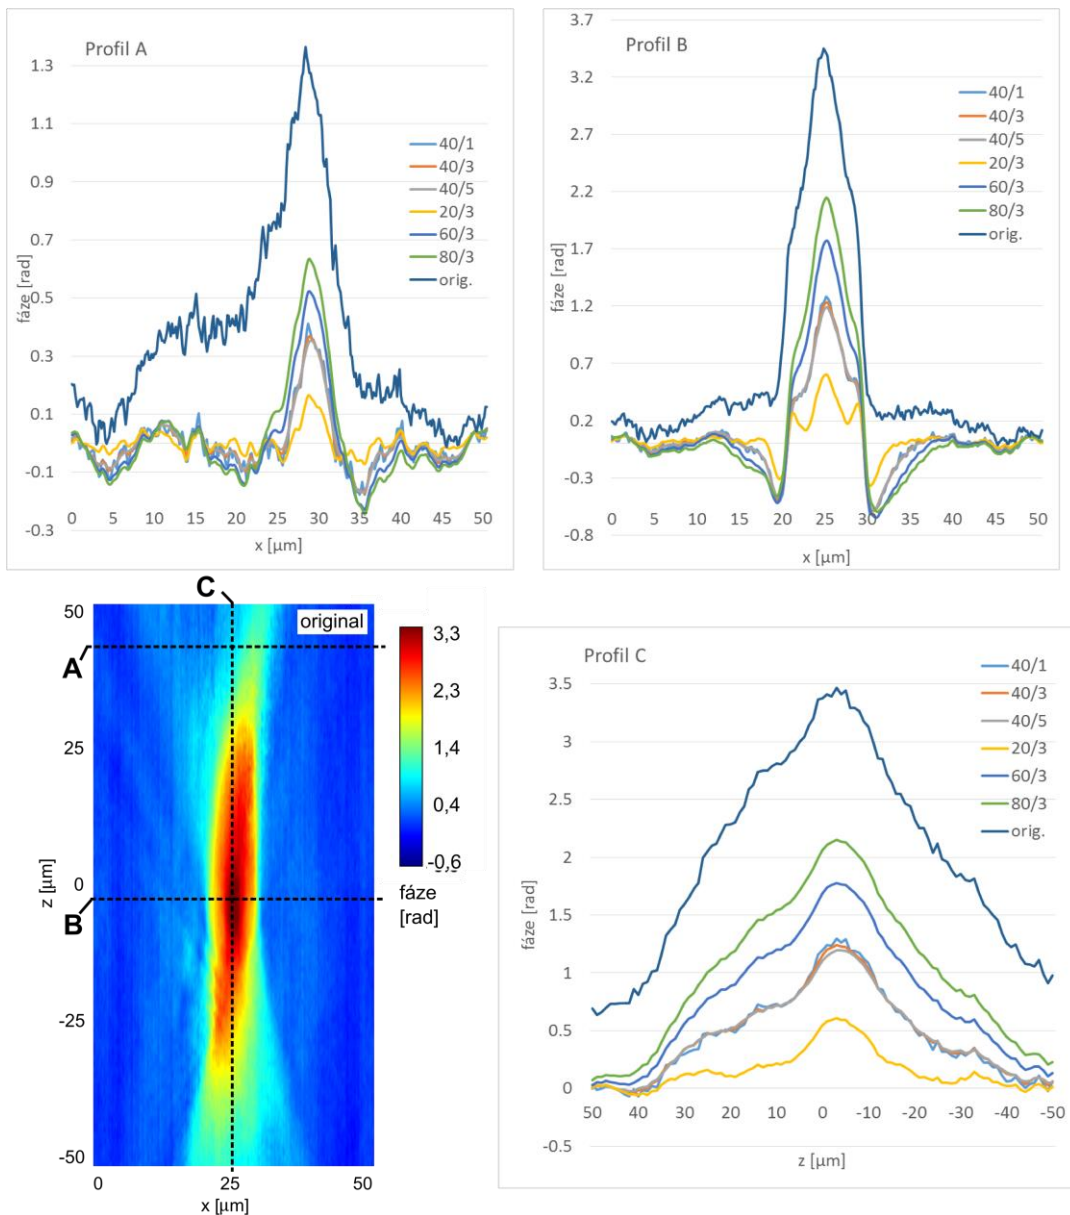 Profil A
1.3
1.1
0.9
0.7
0.5
0.3
0.1
-0.1
-0.3
fáze [rad]
40/1
40/3
40/5
20/3
60/3
80/3
orig.
0 5 10 15 20 25 30 35 40 45 50
x [µm]
Profil B
3.7
3.2
2.7
2.2
1.7
1.2
0.7
0.2
-0.3
-0.8
fáze [rad]
40/1
40/3
40/5
20/3
60/3
80/3
orig.
0 5 10 15 20 25 30 35 40 45 50
x [µm]
C
original
A
B
50
25
0
-25
-50
z [µm]
0 25 50
x [µm]
3,3
2,3
1,4
0,4
-0,6
fáze
[rad]
Profil C
3.5
3
2.5
2
1.5
1
0.5
0
-0.5
fáze [rad]
40/1
40/3
40/5
20/3
60/3
80/3
orig.
50 40 30 20 10 0 -10 -20 -30 -40 -50
z [µm]